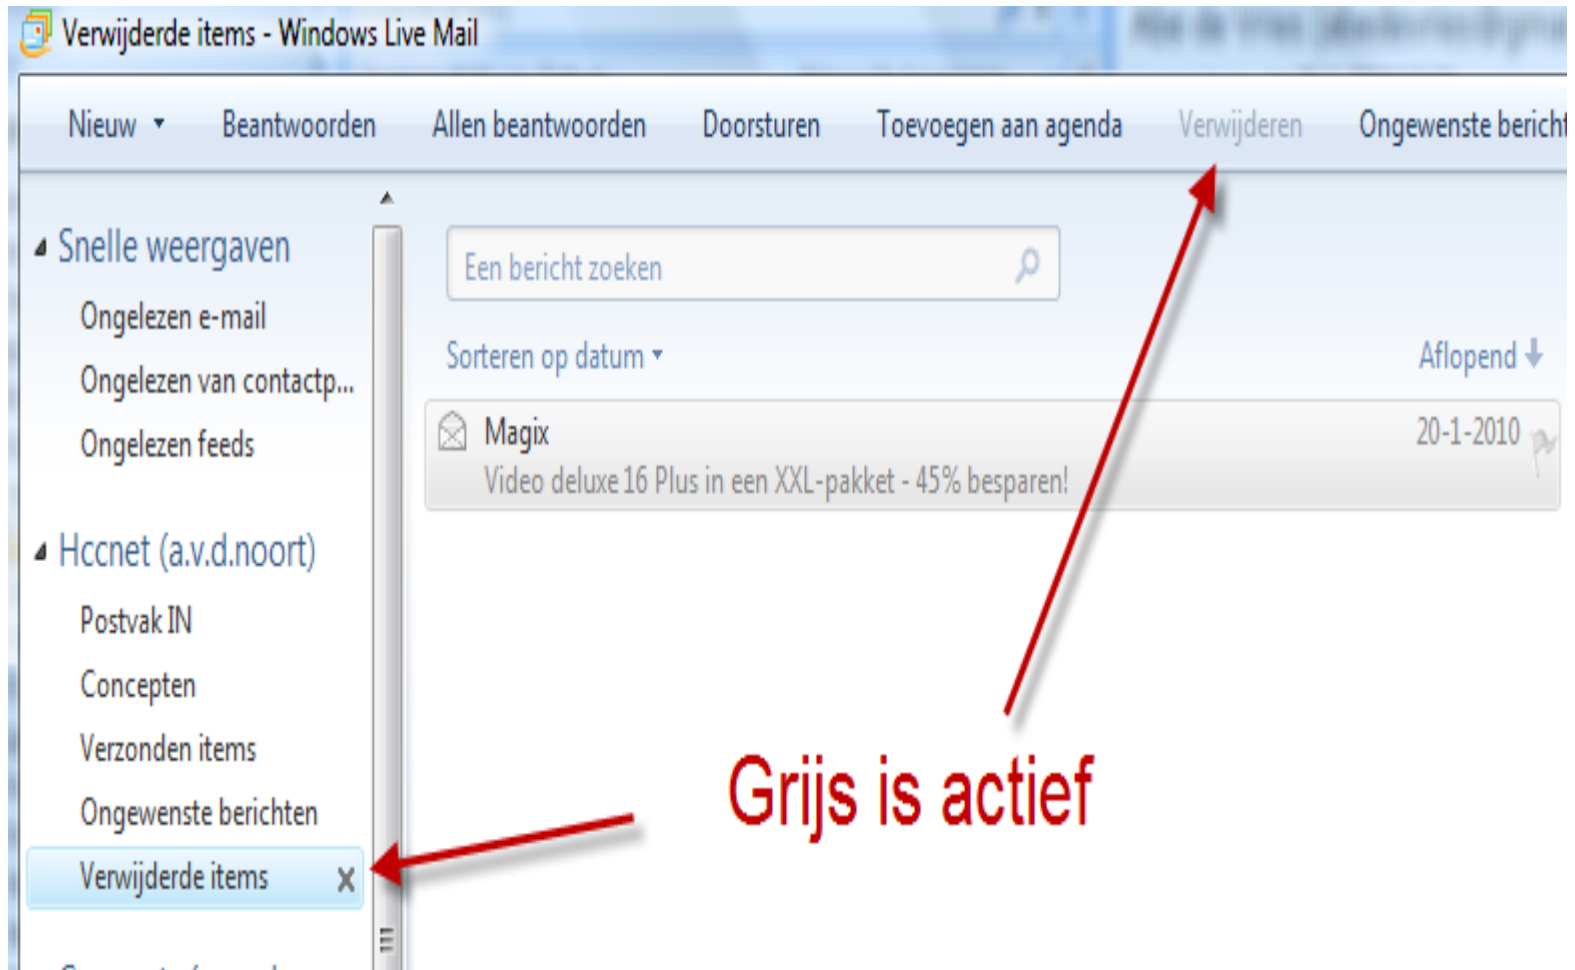 Verwijderde items - Windows Live Mail
Nieuw Beantwoorden Allen beantwoorden Doorsturen Toevoegen aan agenda Verwijderen Ongewenste bericht
Snelle weergaven
Ongelezen e-mail
Ongelezen van contactp...
Ongelezen feeds
Hccnet (a.v.d.noort)
Postvak IN
Concepten
Verzonden items
Ongewenste berichten
Verwijderde items
Een bericht zoeken
Sorteren op datum Aflopend
Magix 20-1-2010
Video deluxe 16 Plus in een XXL-pakket - 45% besparen!
Grijs is actief